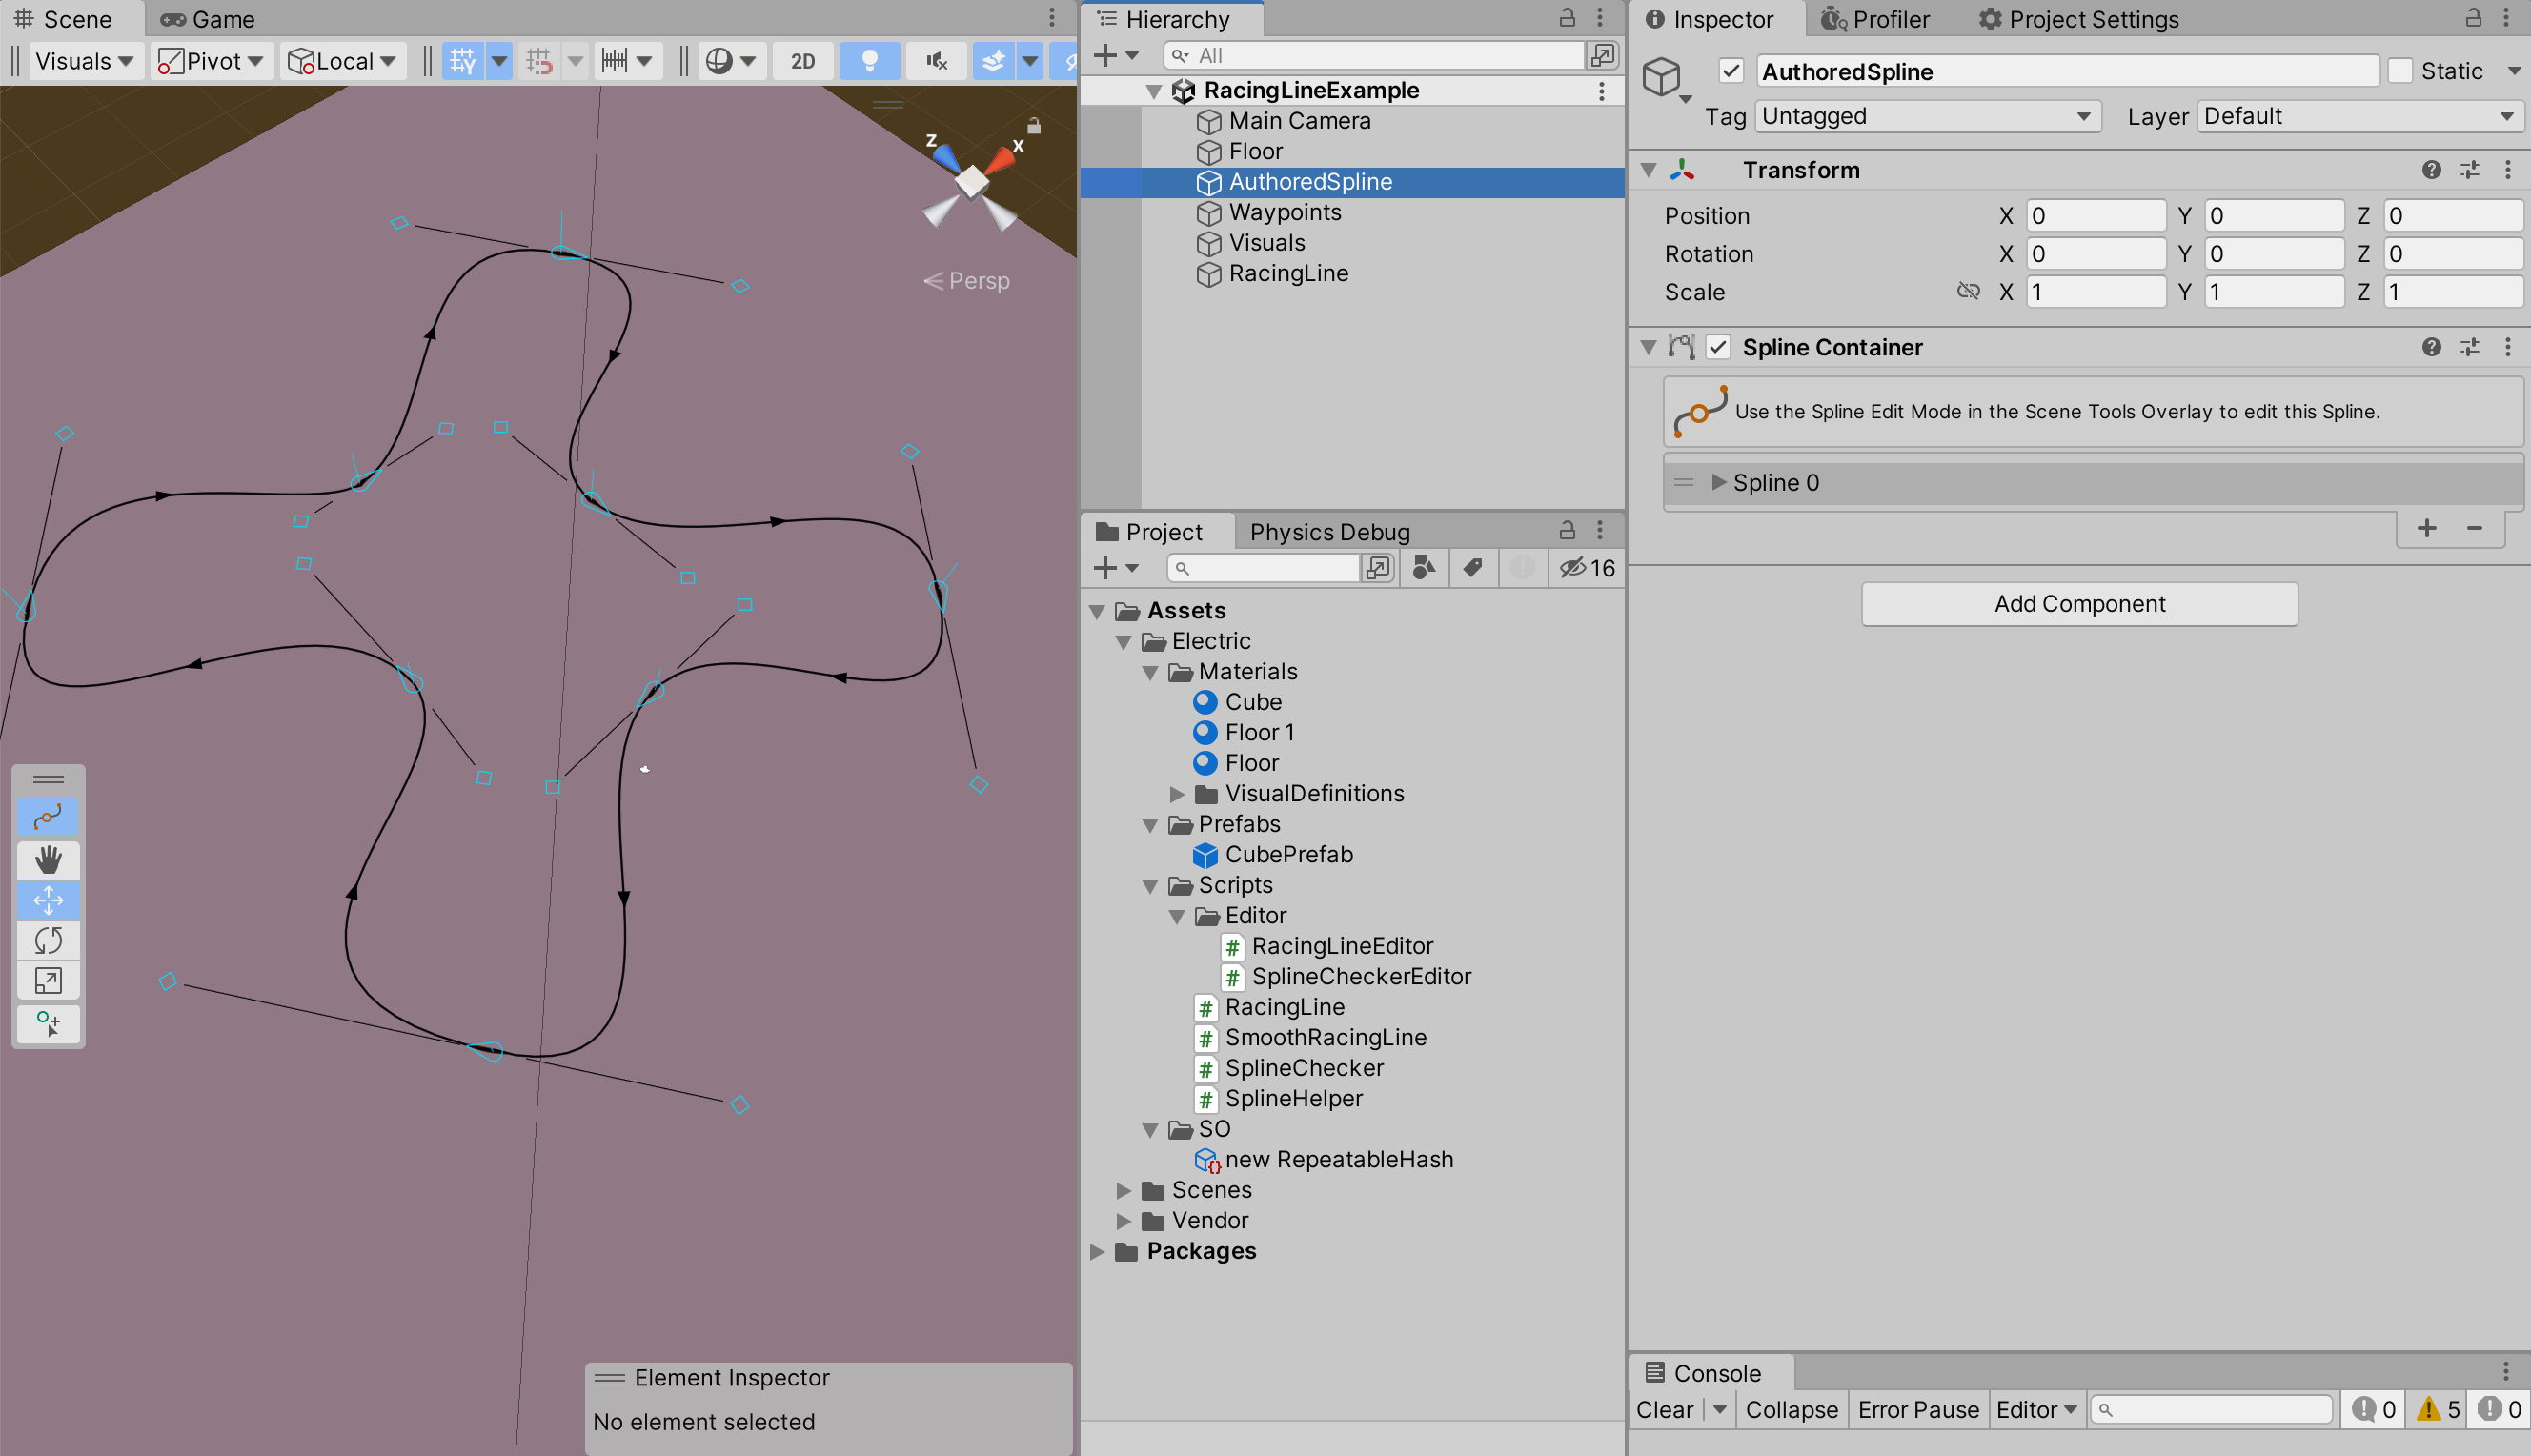 Scene
Game
Visuals
Pivot
Local
2D
Z
X
Persp
Element Inspector
No element selected
Hierarchy
All
RacingLineExample
Main Camera
Floor
AuthoredSpline
Waypoints
Visuals
RacingLine
Project
Physics Debug
16
Assets
Electric
Materials
Cube
Floor 1
Floor
VisualDefinitions
Prefabs
CubePrefab
Scripts
Editor
# RacingLineEditor
# SplineCheckerEditor
# RacingLine
# SmoothRacingLine
# SplineChecker
# SplineHelper
SO
new RepeatableHash
Scenes
Vendor
Packages
Inspector
Profiler
Project Settings
AuthoredSpline
Static
Tag Untagged
Layer Default
Transform
Position X 0 Y 0 Z 0
Rotation X 0 Y 0 Z 0
Scale X 1 Y 1 Z 1
Spline Container
Use the Spline Edit Mode in the Scene Tools Overlay to edit this Spline.
Spline 0
Add Component
Console
Clear
Collapse
Error Pause
Editor
0
5
0